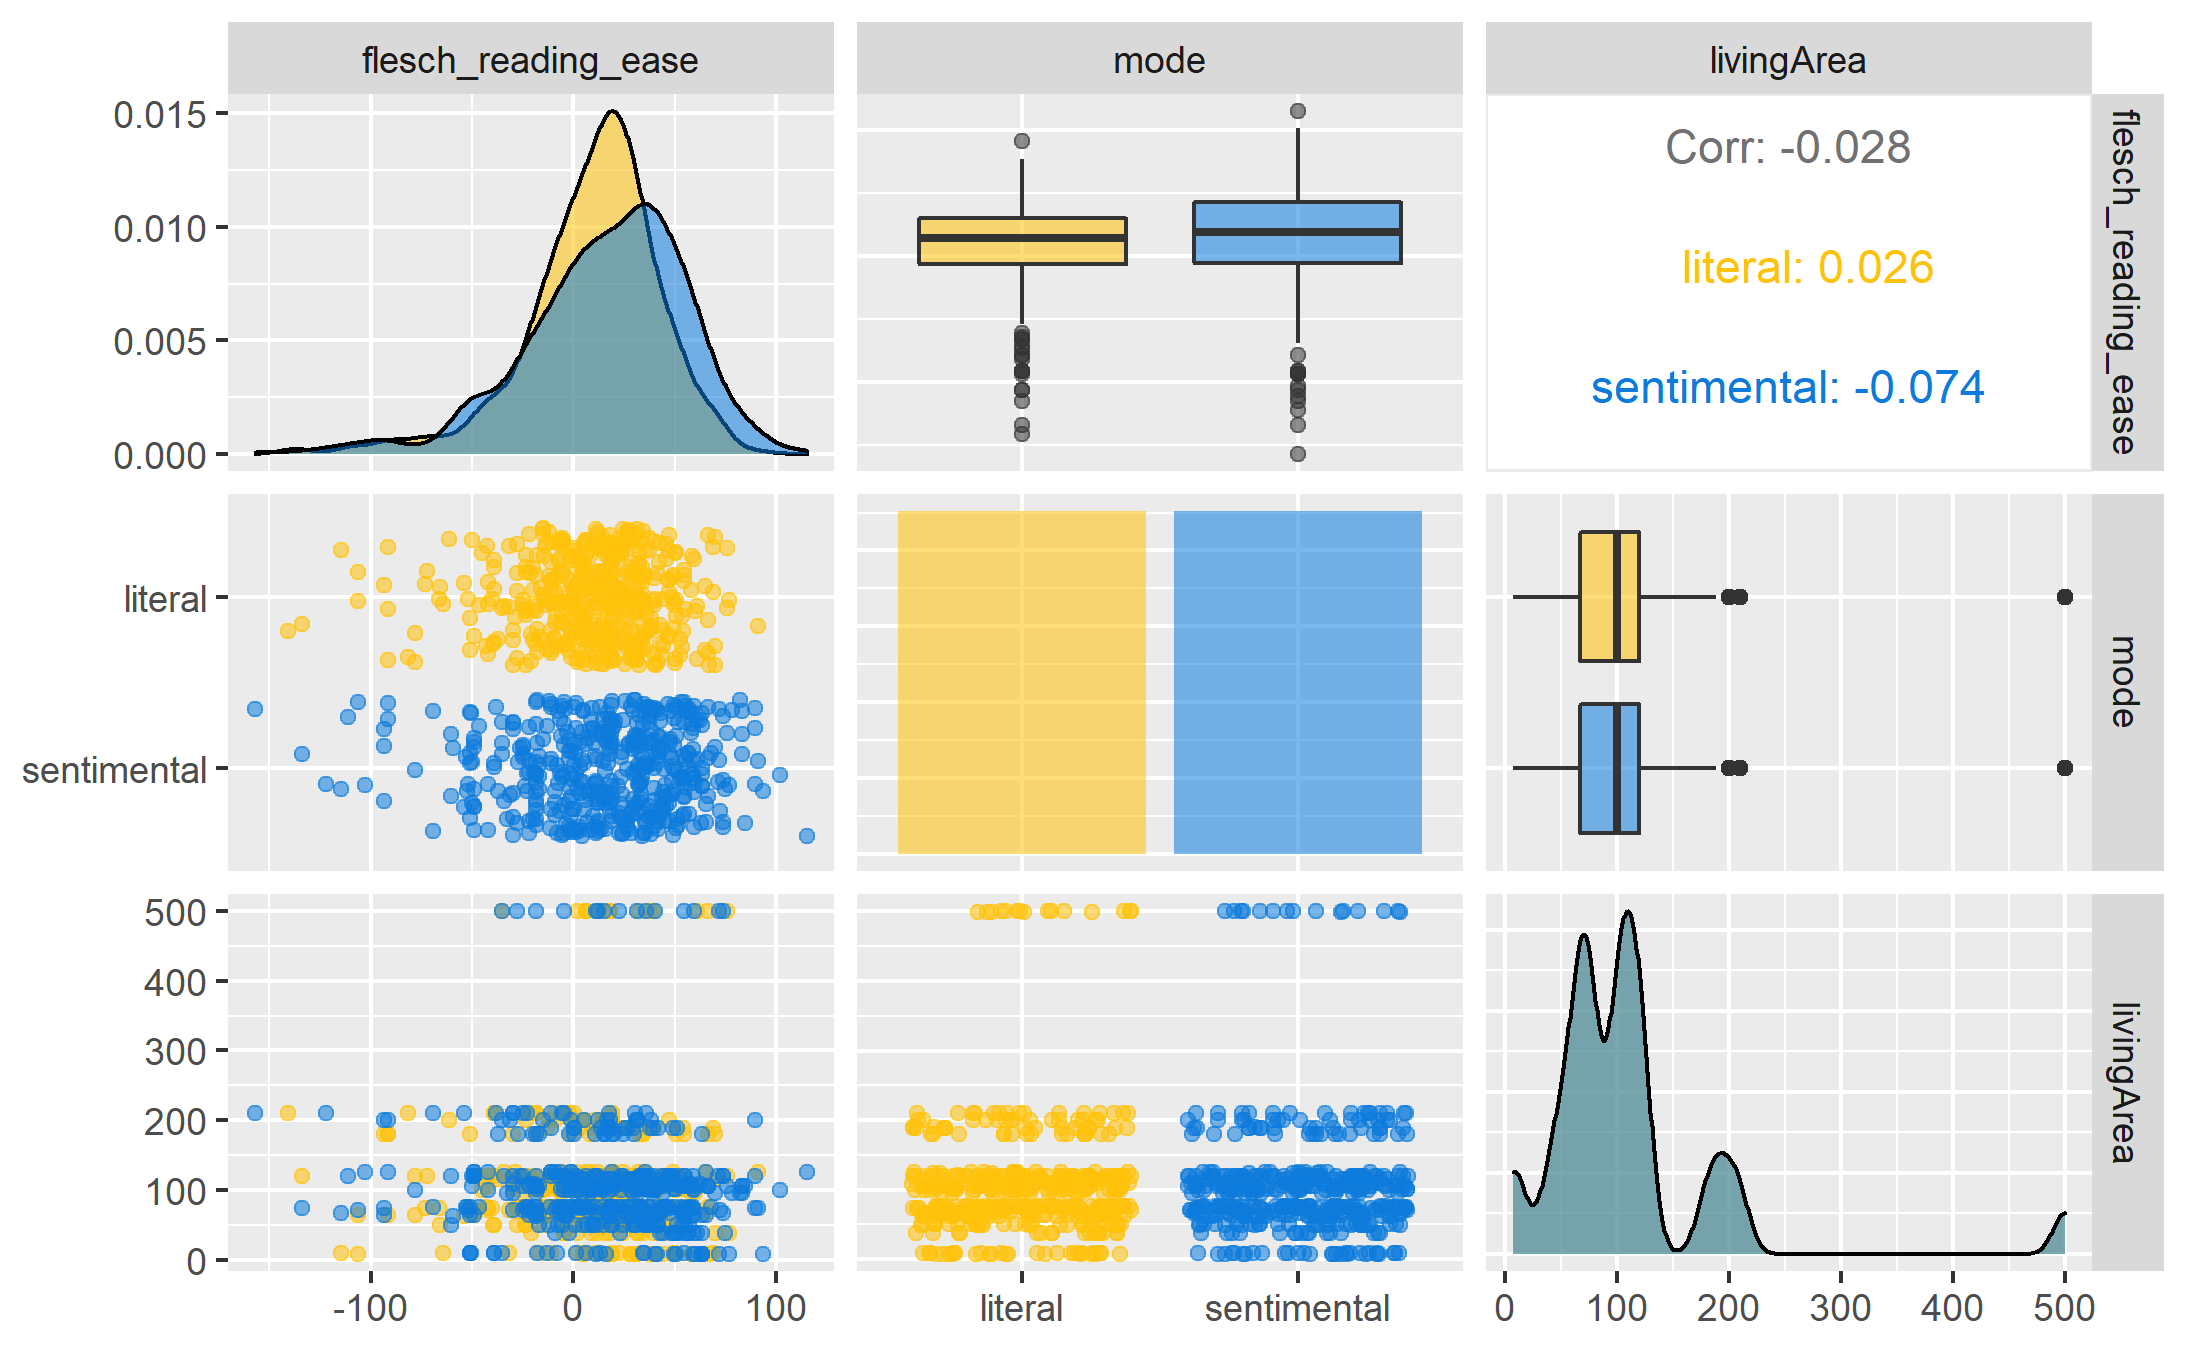 flesch_reading_ease
mode
livingArea
0.015
0.010
0.005
0.000
Corr: -0.028
literal: 0.026
sentimental: -0.074
flesch_reading_ease
literal
sentimental
mode
500
400
300
200
100
0
livingArea
-100 0 100
literal sentimental
0 100 200 300 400 500